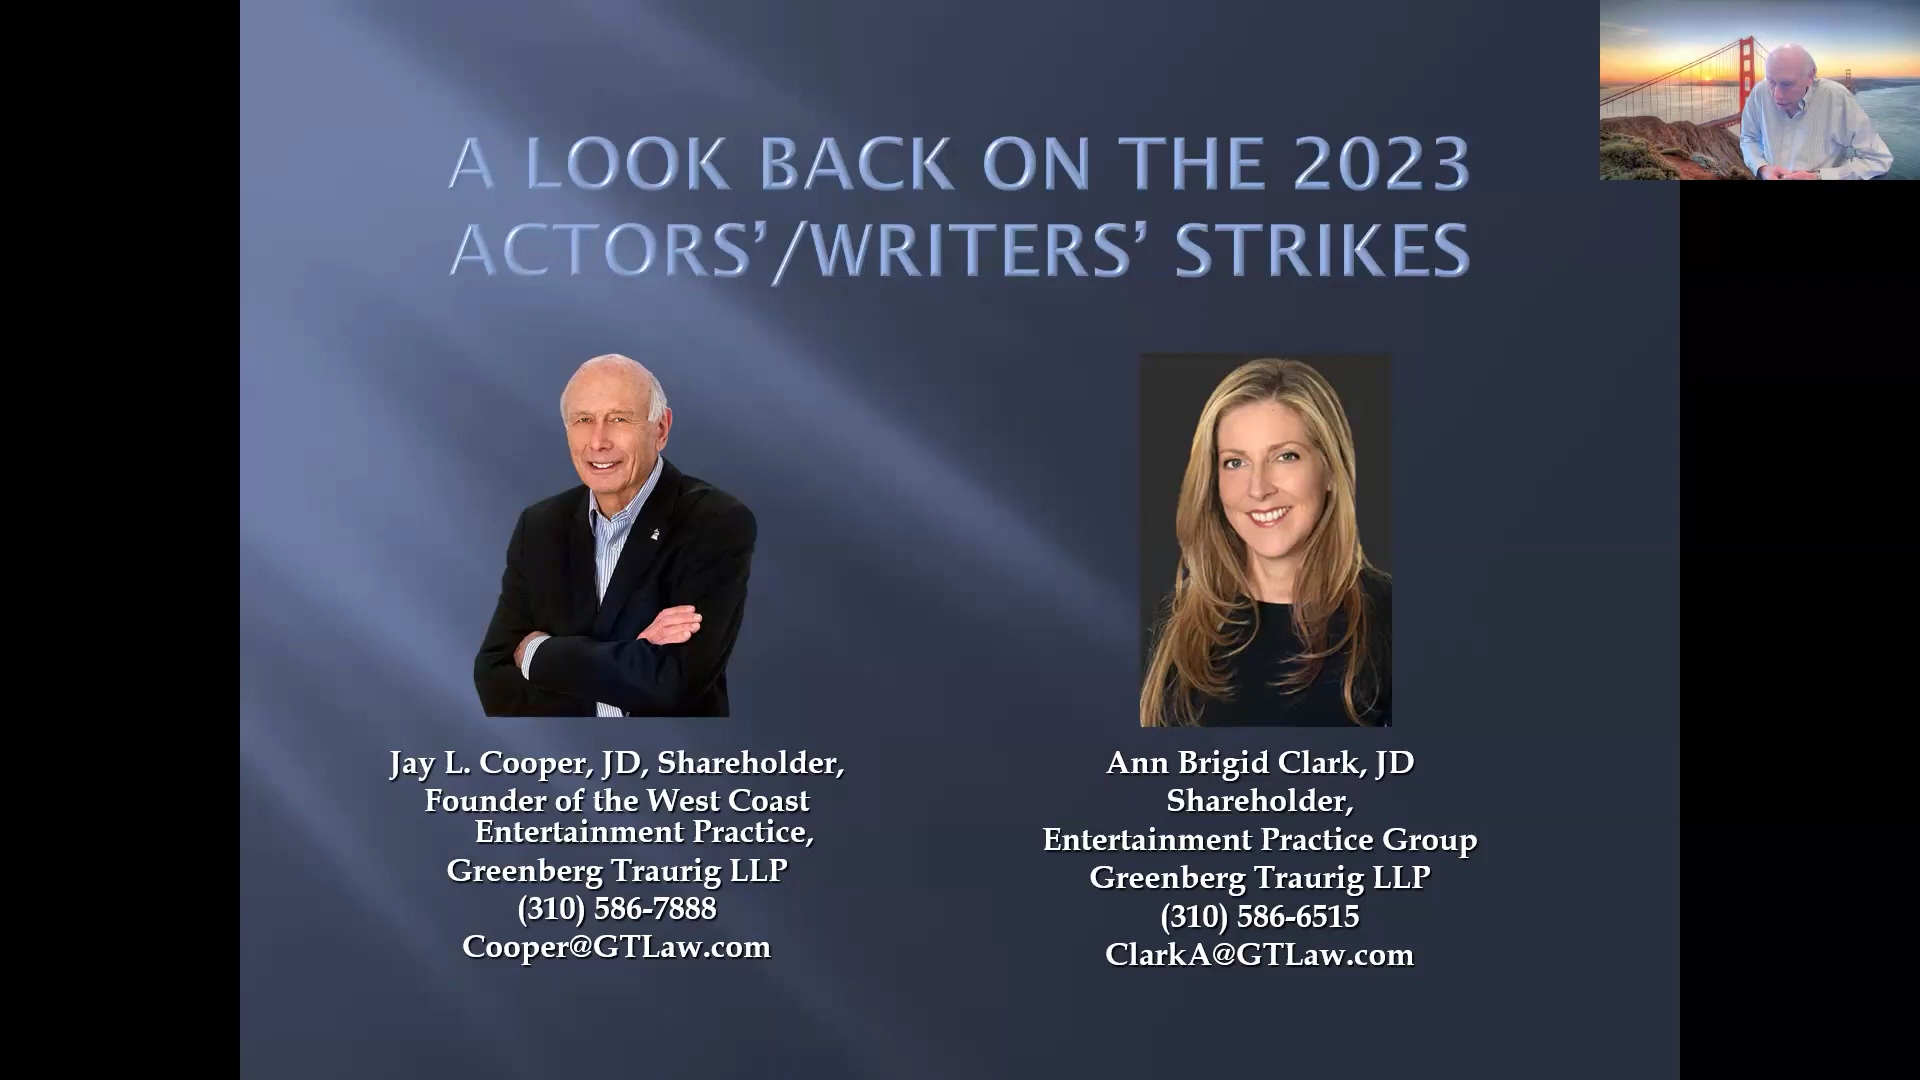 A LOOK BACK ON THE 2023
ACTORS’/WRITERS’ STRIKES
Jay L. Cooper, JD, Shareholder,
Founder of the West Coast
Entertainment Practice,
Greenberg Traurig LLP
(310) 586-7888
Cooper@GTLaw.com
Ann Brigid Clark, JD
Shareholder,
Entertainment Practice Group
Greenberg Traurig LLP
(310) 586-6515
ClarkA@GTLaw.com